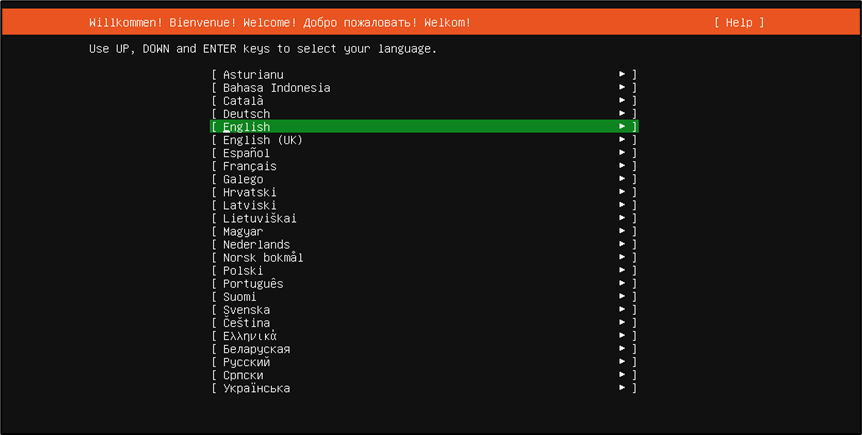 Willkommen! Bienvenue! Welcome! Добро пожаловать! Welkom! [ Help ]
Use UP, DOWN and ENTER keys to select your language.
[ Asturianu ► ]
[ Bahasa Indonesia ► ]
[ Català ► ]
[ Deutsch ► ]
[ English ► ]
[ English (UK) ► ]
[ Español ► ]
[ Français ► ]
[ Galego ► ]
[ Hrvatski ► ]
[ Latviski ► ]
[ Lietuviškai ► ]
[ Magyar ► ]
[ Nederlands ► ]
[ Norsk bokmål ► ]
[ Polski ► ]
[ Português ► ]
[ Suomi ► ]
[ Svenska ► ]
[ Čeština ► ]
[ Ελληνικά ► ]
[ Беларуская ► ]
[ Русский ► ]
[ Српски ► ]
[ Українська ► ]